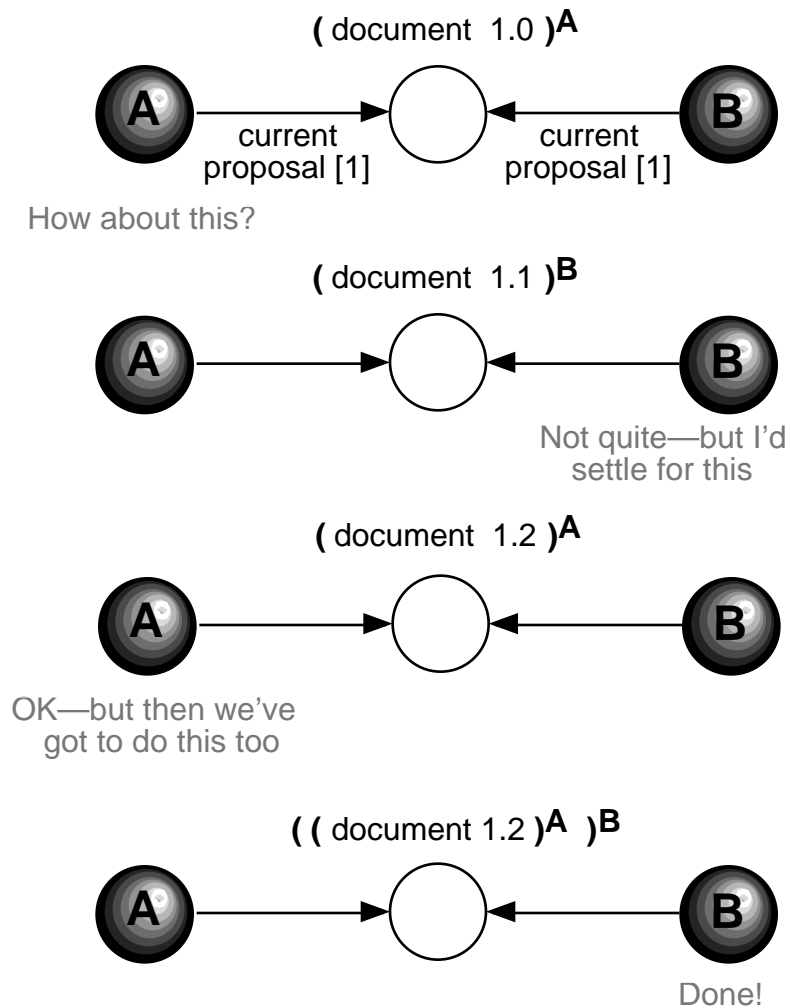 ( document 1.0 )A
A B
current current
proposal [1] proposal [1]
How about this?
( document 1.1 )B
A B
Not quite—but I’d
settle for this
( document 1.2 )A
A B
OK—but then we’ve
got to do this too
( ( document 1.2 )A )B
A B
Done!